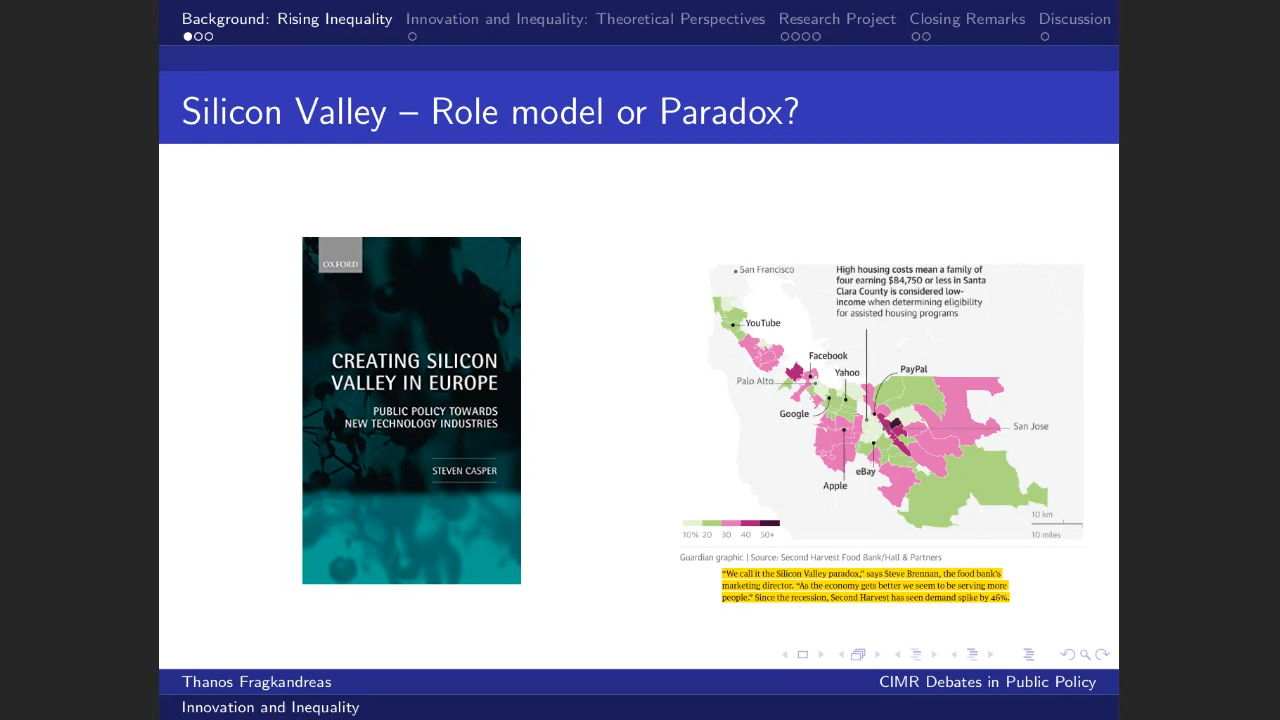 Background: Rising Inequality Innovation and Inequality: Theoretical Perspectives Research Project Closing Remarks Discussion
Silicon Valley – Role model or Paradox?
OXFORD
CREATING SILICON
VALLEY IN EUROPE
PUBLIC POLICY TOWARDS
NEW TECHNOLOGY INDUSTRIES
STEVEN CASPER
San Francisco
High housing costs mean a family of
four earning $84,750 or less in Santa
Clara County is considered low-
income when determining eligibility
for assisted housing programs
YouTube
Facebook
Yahoo
PayPal
Palo Alto
Google
San Jose
eBay
Apple
10% 20 30 40 50+
10 km
10 miles
Guardian graphic | Source: Second Harvest Food Bank/Hall & Partners
“We call it the Silicon Valley paradox,” says Steve Brennan, the food bank’s
marketing director. “As the economy gets better we seem to be serving more
people.” Since the recession, Second Harvest has seen demand spike by 46%.
Thanos Fragkandreas CIMR Debates in Public Policy
Innovation and Inequality